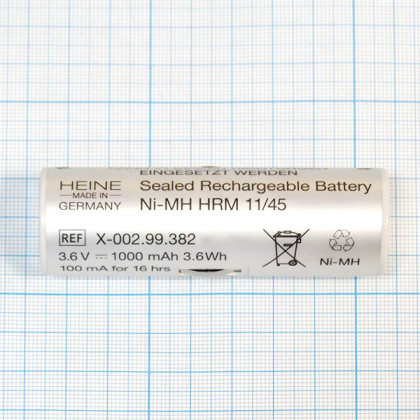 EINGESETZT WERDEN
HEINE
MADE IN
GERMANY
Sealed Rechargeable Battery
Ni-MH HRM 11/45
REF X-002.99.382
3.6 V ⎓ 1000 mAh 3.6Wh
100 mA for 16 hrs
Ni-MH